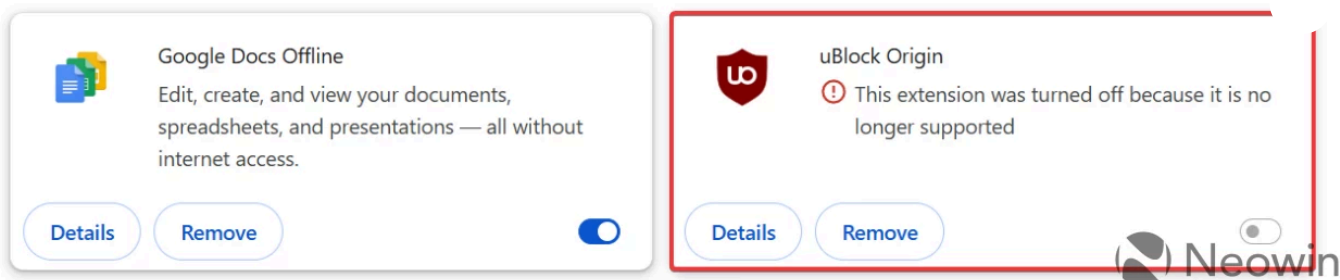 Google Docs Offline
Edit, create, and view your documents,
spreadsheets, and presentations — all without
internet access.
Details
Remove
uBlock Origin
This extension was turned off because it is no
longer supported
Details
Remove
Neowin